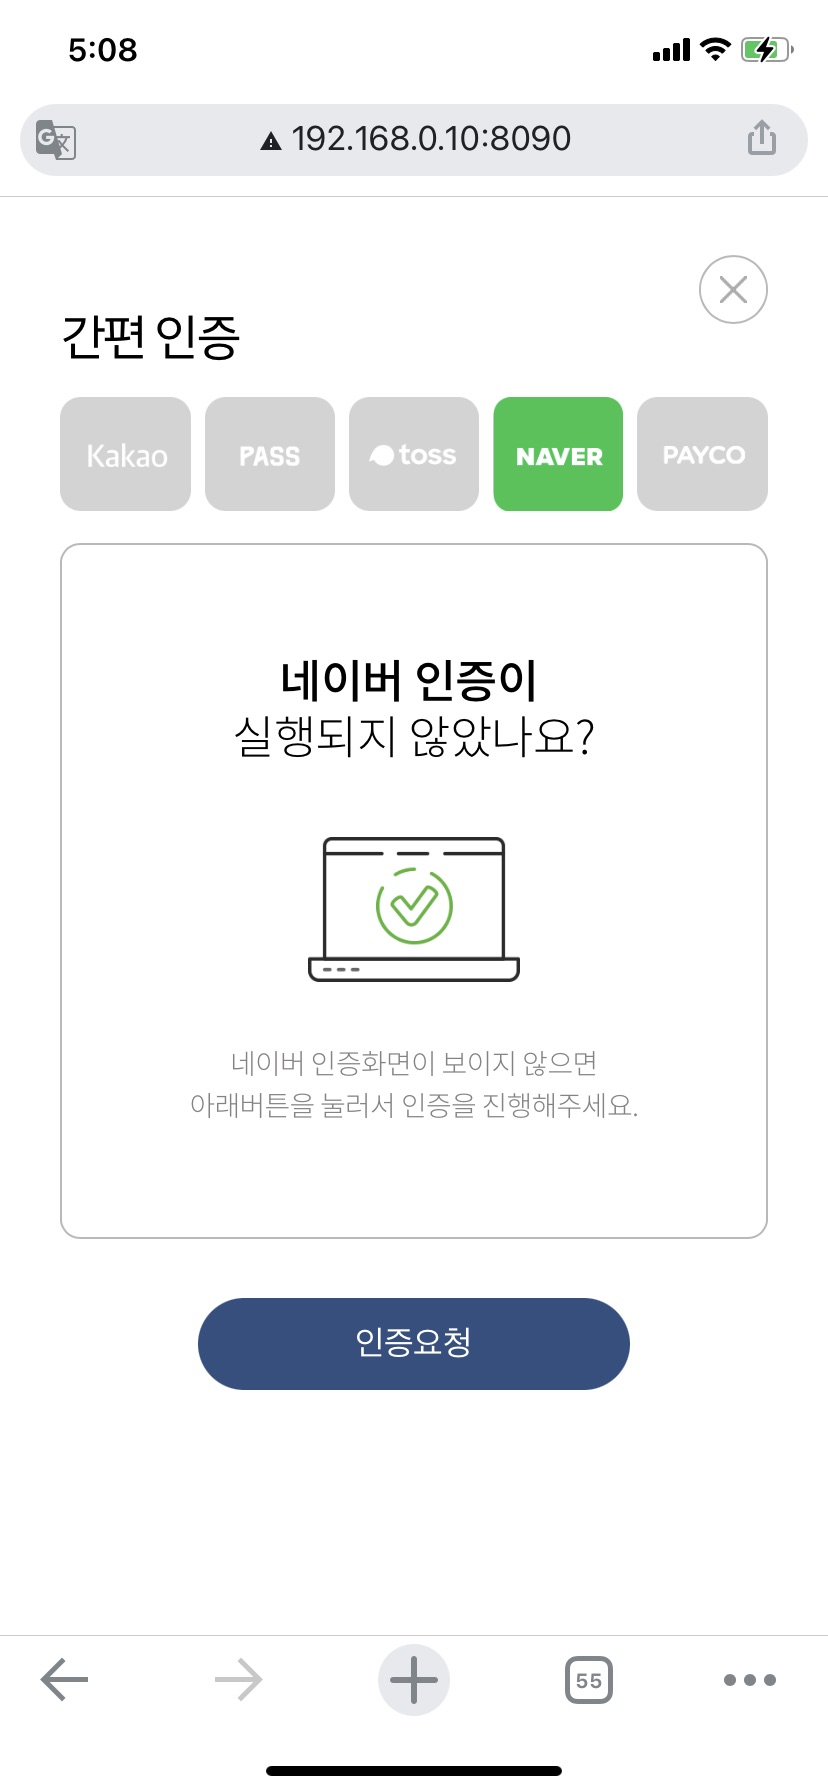 5:08
192.168.0.10:8090
간편 인증
Kakao
PASS
toss
NAVER
PAYCO
네이버 인증이
실행되지 않았나요?
네이버 인증화면이 보이지 않으면
아래버튼을 눌러서 인증을 진행해주세요.
인증요청
55